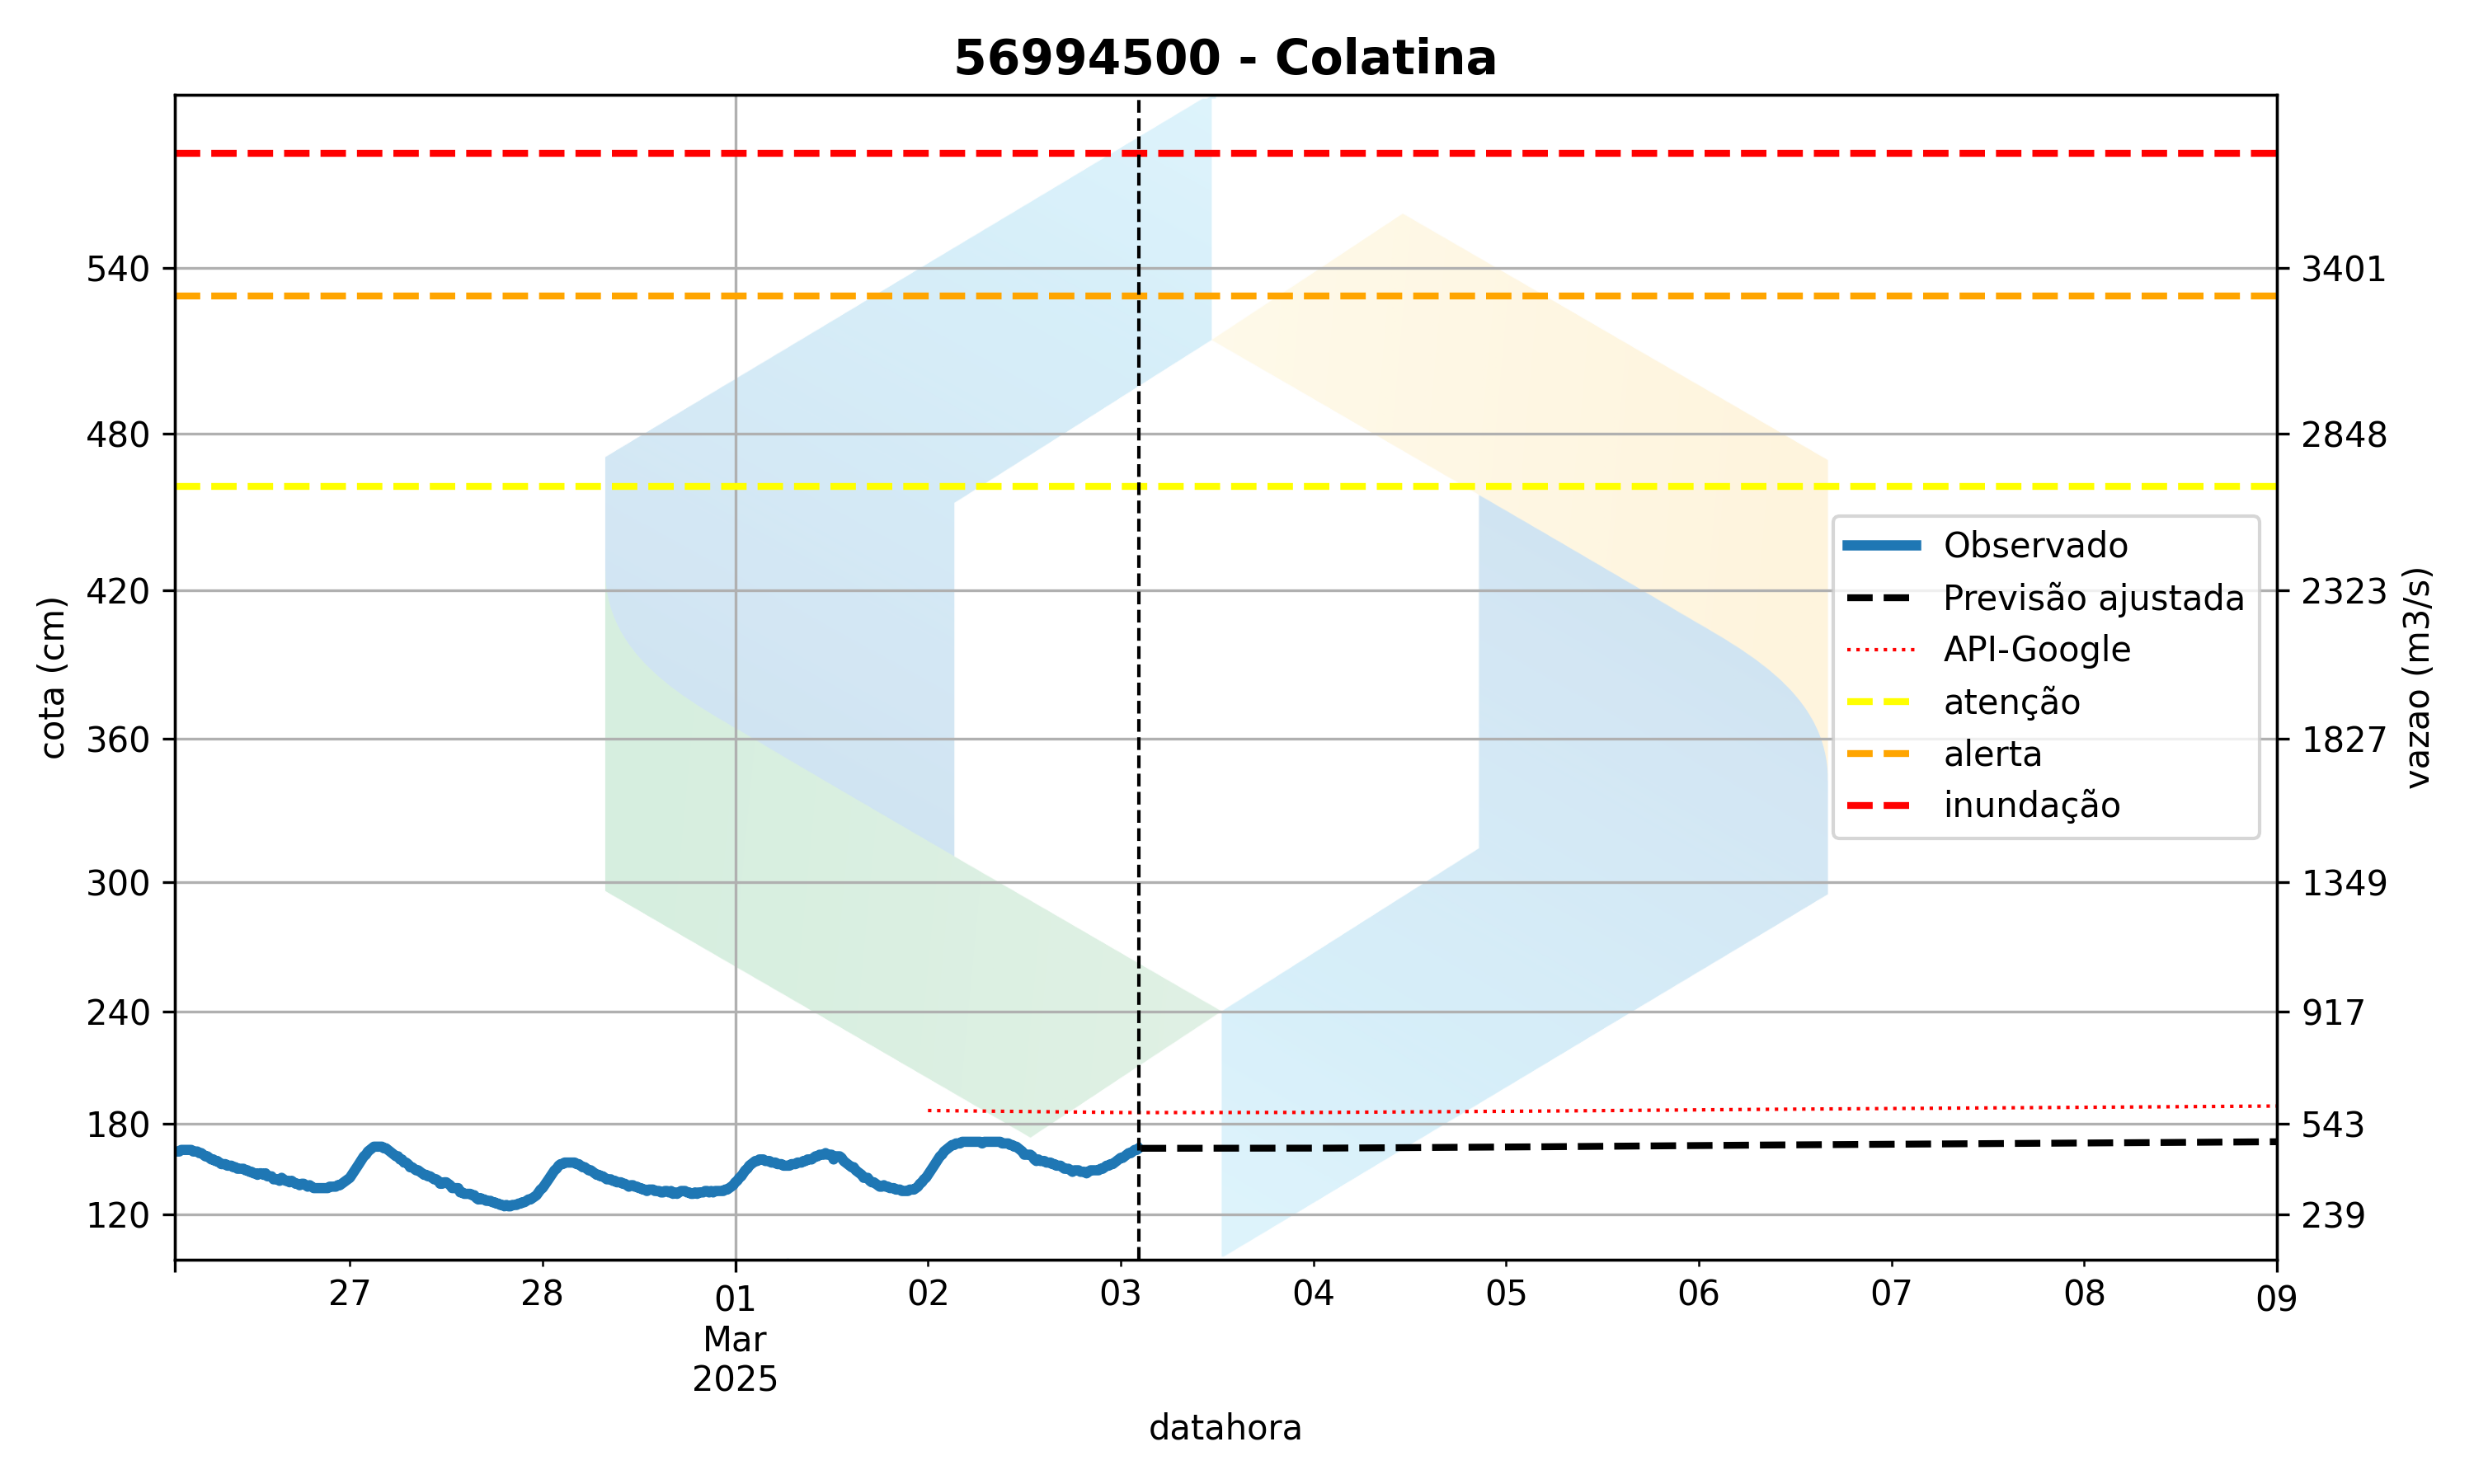 56994500 - Colatina
540
480
420
360
300
240
180
120
cota (cm)
3401
2848
2323
1827
1349
917
543
239
vazao (m3/s)
Observado
Previsão ajustada
API-Google
atenção
alerta
inundação
27
28
01
Mar
2025
02
03
04
05
06
07
08
09
datahora